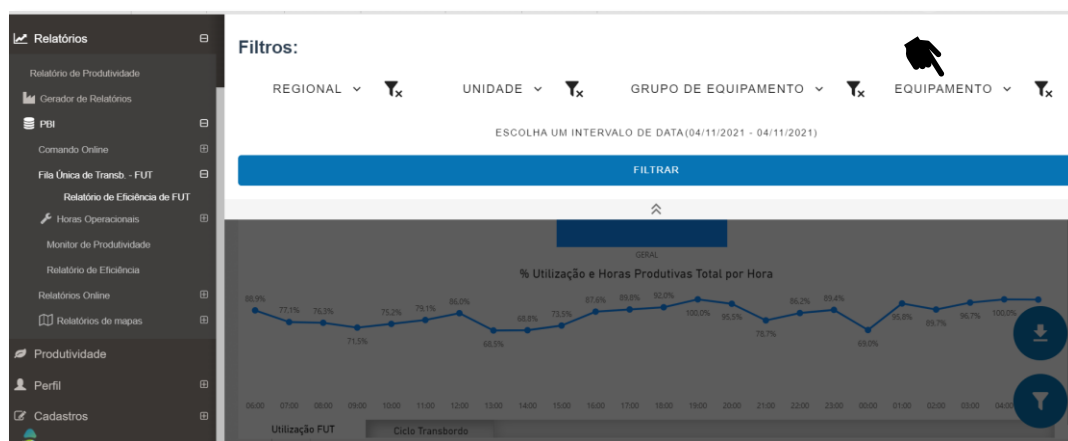 Relatórios
Relatório de Produtividade
Gerador de Relatórios
PBI
Comando Online
Fila Única de Transb. - FUT
Relatório de Eficiência de FUT
Horas Operacionais
Monitor de Produtividade
Relatório de Eficiência
Relatórios Online
Relatórios de mapas
Produtividade
Perfil
Cadastros
Filtros:
REGIONAL UNIDADE GRUPO DE EQUIPAMENTO EQUIPAMENTO
ESCOLHA UM INTERVALO DE DATA(04/11/2021 - 04/11/2021)
FILTRAR
GERAL
% Utilização e Horas Produtivas Total por Hora
88,9% 77,1% 76,3% 71,5% 75,2% 79,1% 86,0% 68,5% 68,8% 73,5% 87,6% 89,8% 92,0% 100,0% 95,5% 78,7% 86,2% 89,4% 69,0% 95,8% 89,7% 96,7% 100,0%
06:00 07:00 08:00 09:00 10:00 11:00 12:00 13:00 14:00 15:00 16:00 17:00 18:00 19:00 20:00 21:00 22:00 23:00 00:00 01:00 02:00 03:00 04:00
Utilização FUT Ciclo Transbordo